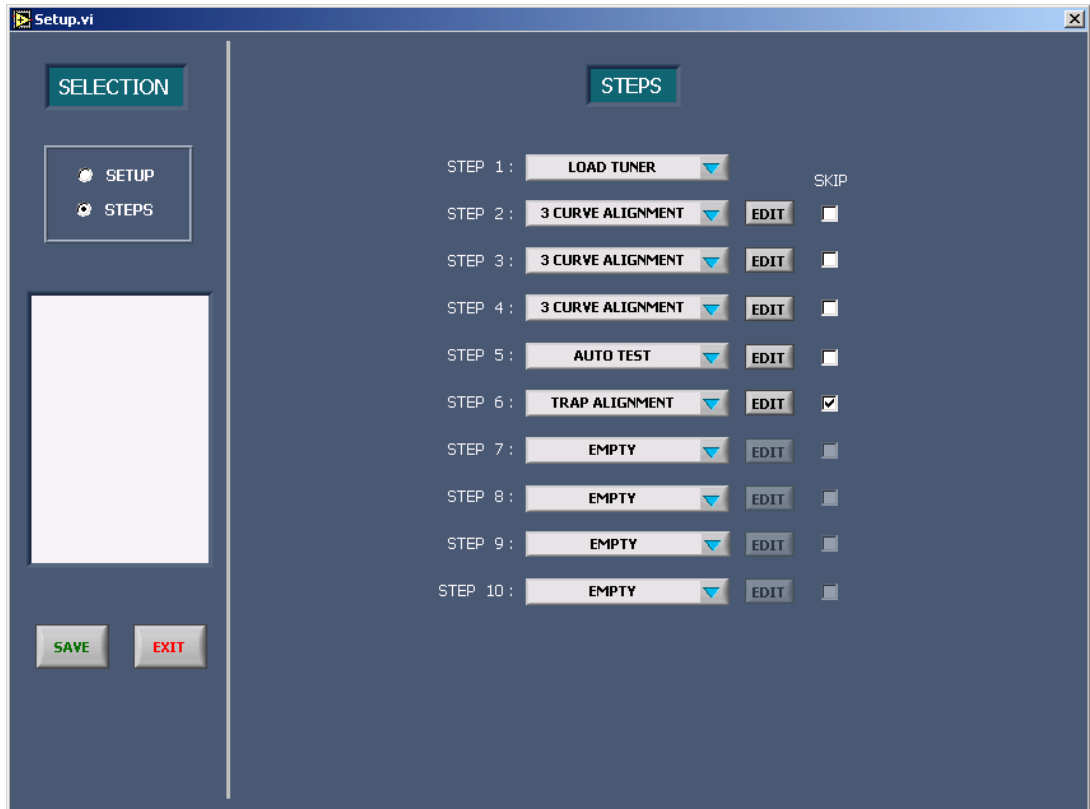 Setup.vi
SELECTION
SETUP
STEPS
SAVE
EXIT
STEPS
SKIP
STEP 1 : LOAD TUNER
STEP 2 : 3 CURVE ALIGNMENT EDIT
STEP 3 : 3 CURVE ALIGNMENT EDIT
STEP 4 : 3 CURVE ALIGNMENT EDIT
STEP 5 : AUTO TEST EDIT
STEP 6 : TRAP ALIGNMENT EDIT
STEP 7 : EMPTY EDIT
STEP 8 : EMPTY EDIT
STEP 9 : EMPTY EDIT
STEP 10 : EMPTY EDIT